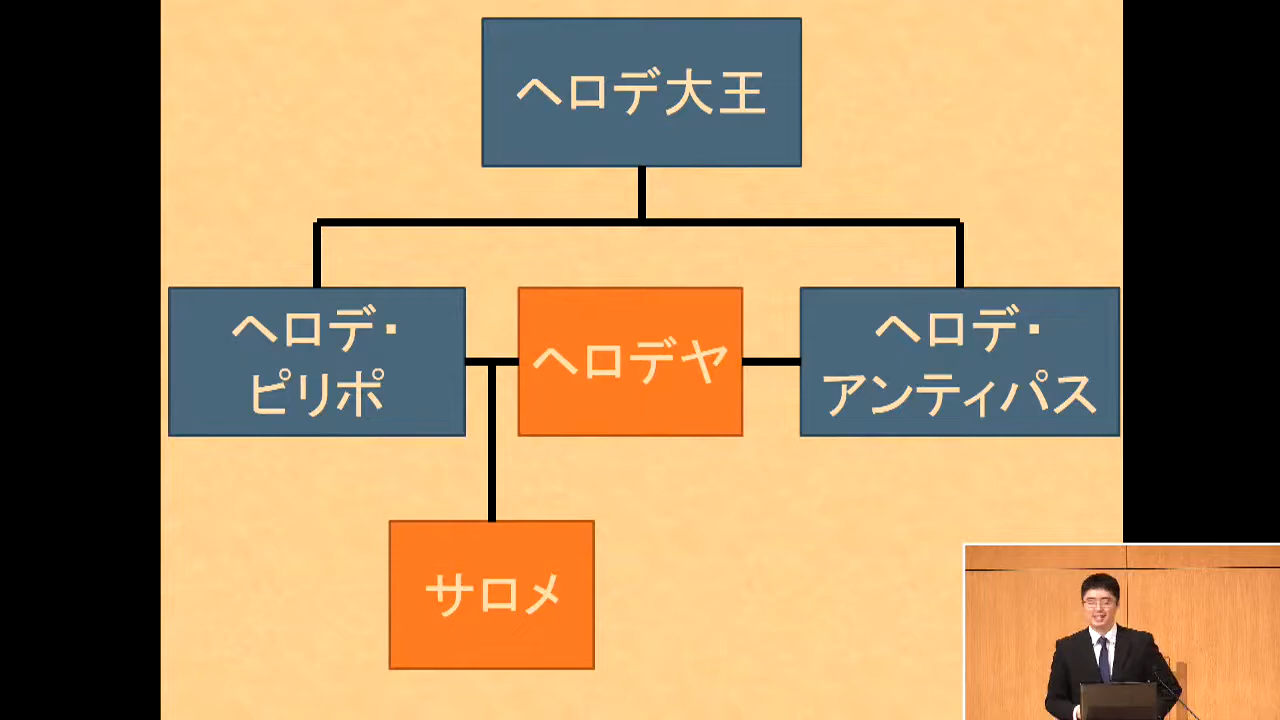 ヘロデ大王
ヘロデ・
ピリポ
ヘロデヤ
ヘロデ・
アンティパス
サロメ